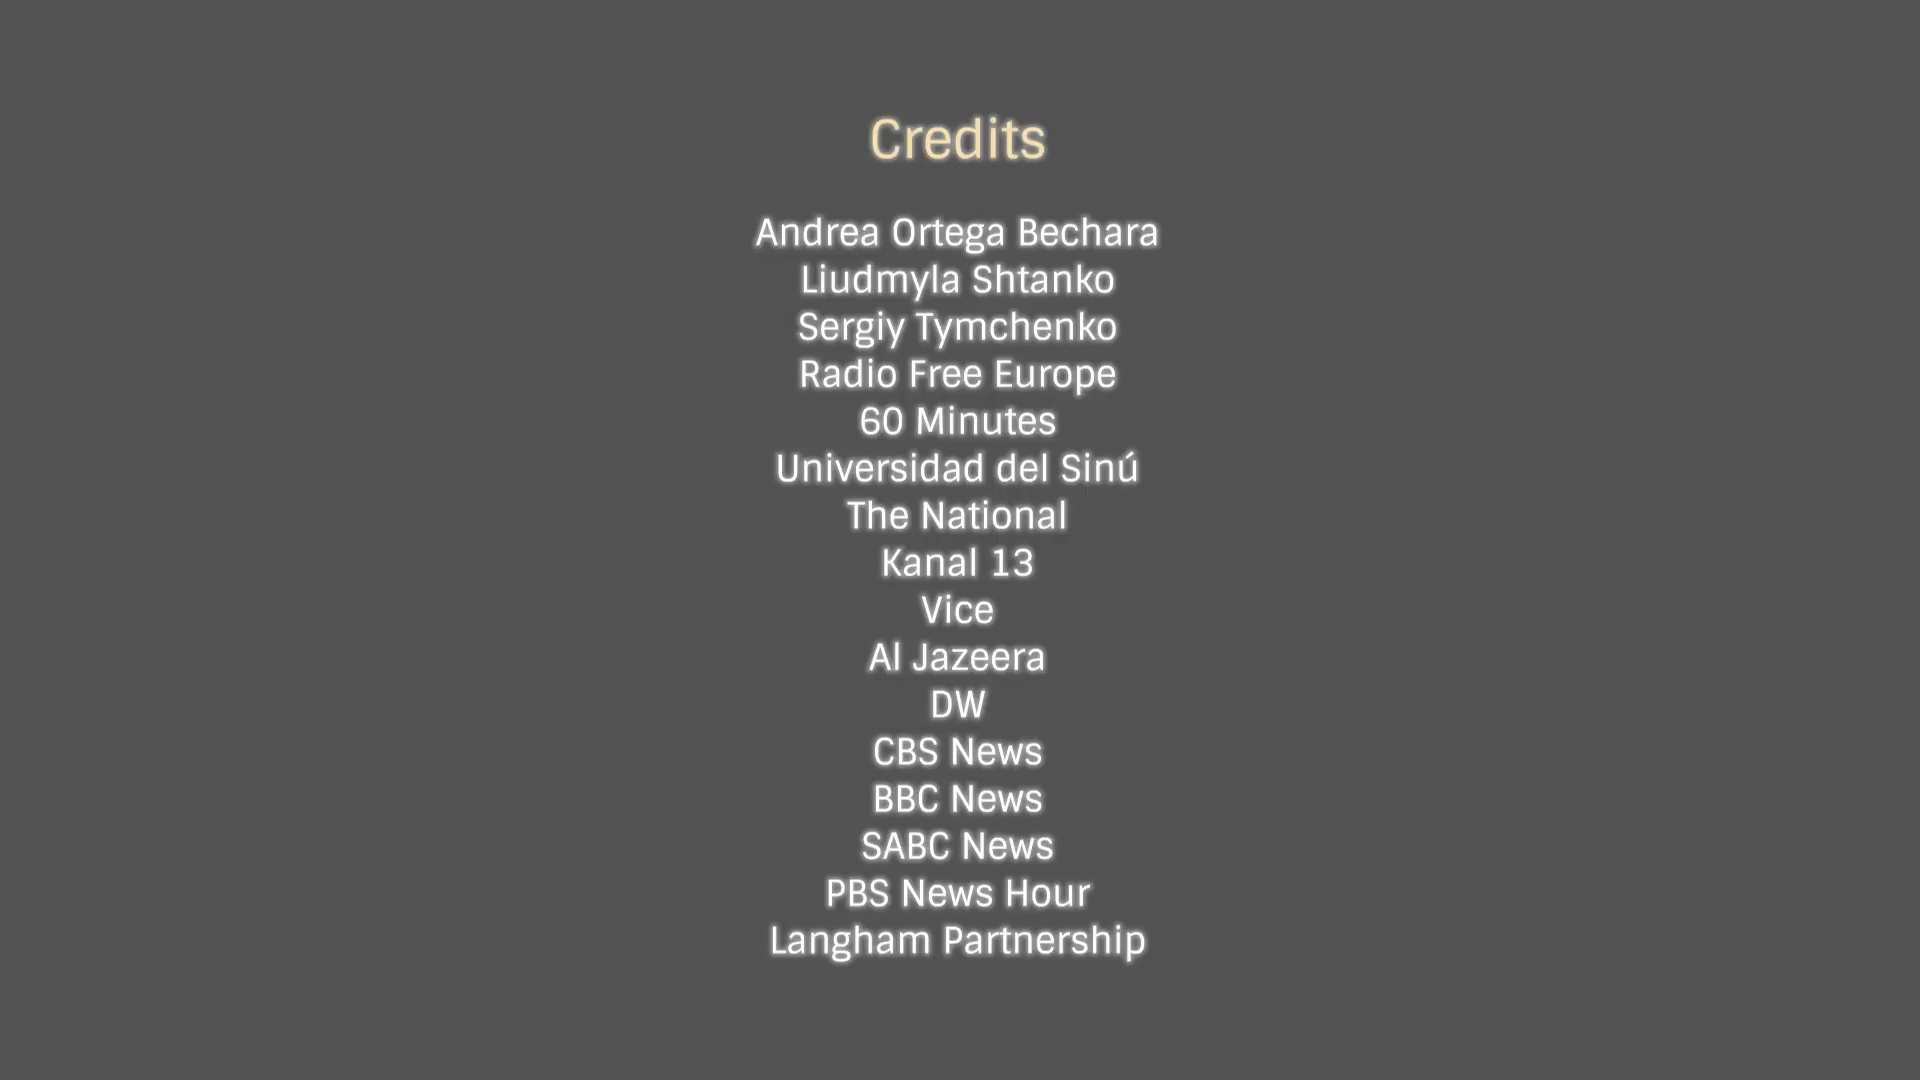 Credits
Andrea Ortega Bechara
Liudmyla Shtanko
Sergiy Tymchenko
Radio Free Europe
60 Minutes
Universidad del Sinú
The National
Kanal 13
Vice
Al Jazeera
DW
CBS News
BBC News
SABC News
PBS News Hour
Langham Partnership